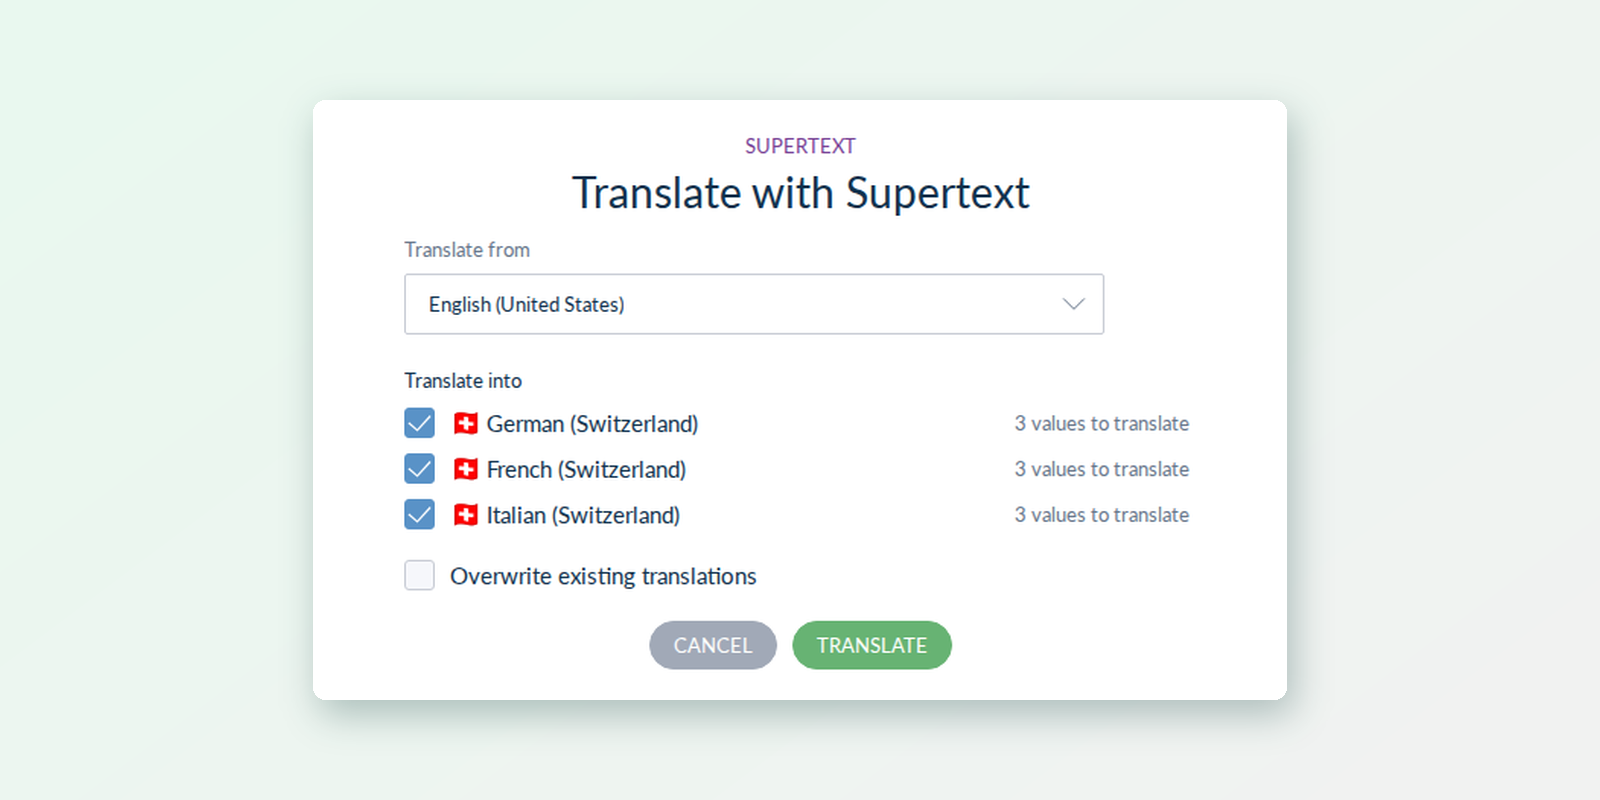 SUPERTEXT
Translate with Supertext
Translate from
English (United States)
Translate into
German (Switzerland) 3 values to translate
French (Switzerland) 3 values to translate
Italian (Switzerland) 3 values to translate
Overwrite existing translations
CANCEL TRANSLATE